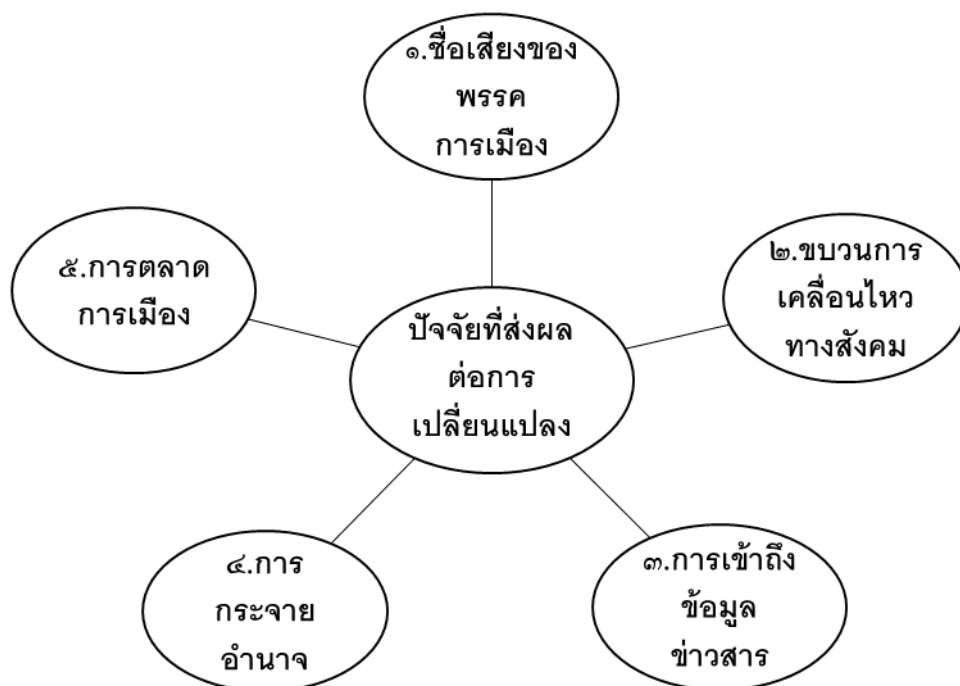 ๑.ชื่อเสียงของ
พรรค
การเมือง
๒.ขบวนการ
เคลื่อนไหว
ทางสังคม
๕.การตลาด
การเมือง
ปัจจัยที่ส่งผล
ต่อการ
เปลี่ยนแปลง
๔.การ
กระจาย
อำนาจ
๓.การเข้าถึง
ข้อมูล
ข่าวสาร